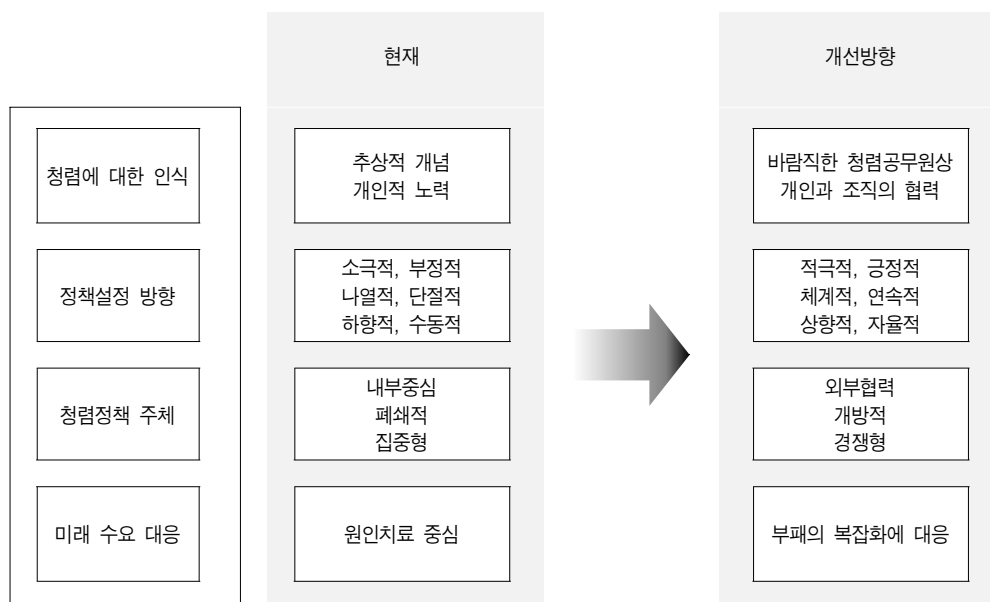 현재
개선방향
청렴에 대한 인식
추상적 개념
개인적 노력
바람직한 청렴공무원상
개인과 조직의 협력
정책설정 방향
소극적, 부정적
나열적, 단절적
하향적, 수동적
적극적, 긍정적
체계적, 연속적
상향적, 자율적
청렴정책 주체
내부중심
폐쇄적
집중형
외부협력
개방적
경쟁형
미래 수요 대응
원인치료 중심
부패의 복잡화에 대응